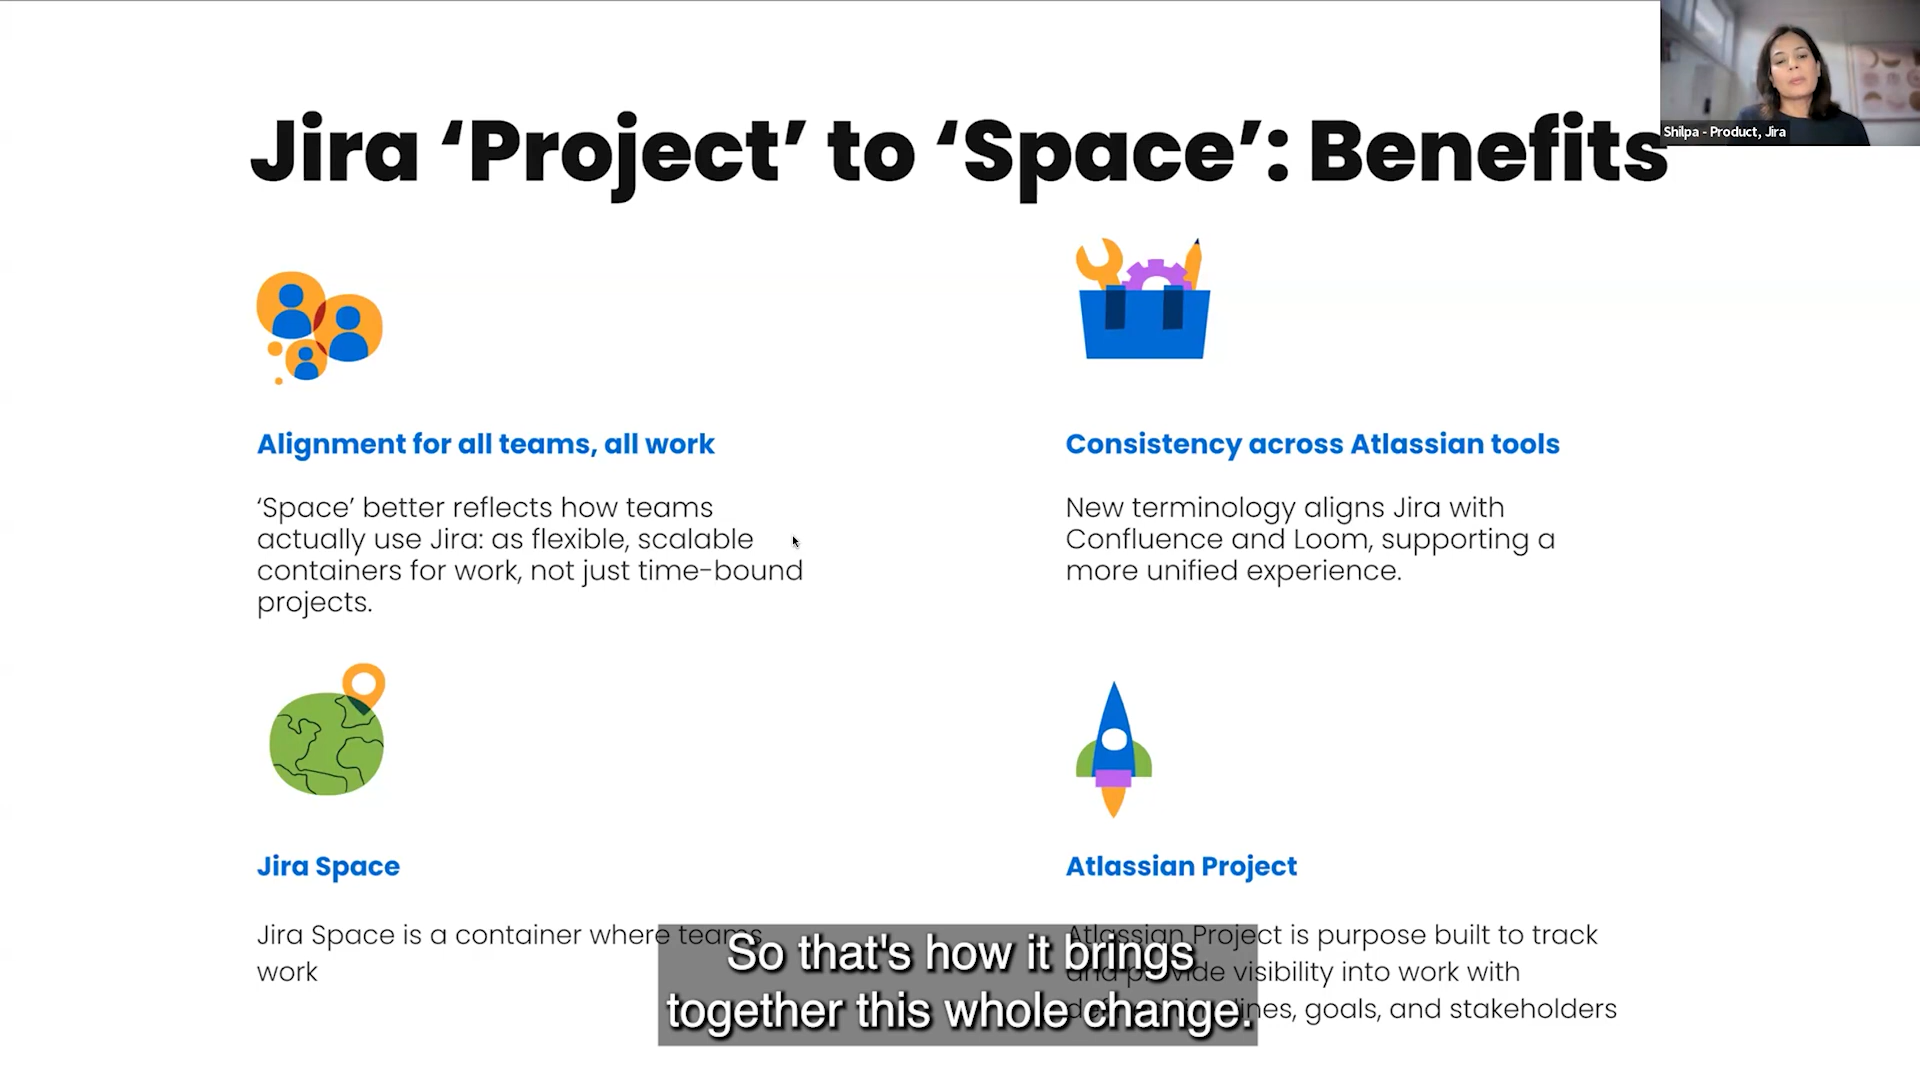 Jira ‘Project’ to ‘Space’: Benefits
Shilpa - Product, Jira
Alignment for all teams, all work
‘Space’ better reflects how teams
actually use Jira: as flexible, scalable
containers for work, not just time-bound
projects.
Consistency across Atlassian tools
New terminology aligns Jira with
Confluence and Loom, supporting a
more unified experience.
Jira Space
Jira Space is a container where teams
work
Atlassian Project
Atlassian Project is purpose built to track
and provide visibility into work with
goals, and stakeholders
So that's how it brings
together this whole change.